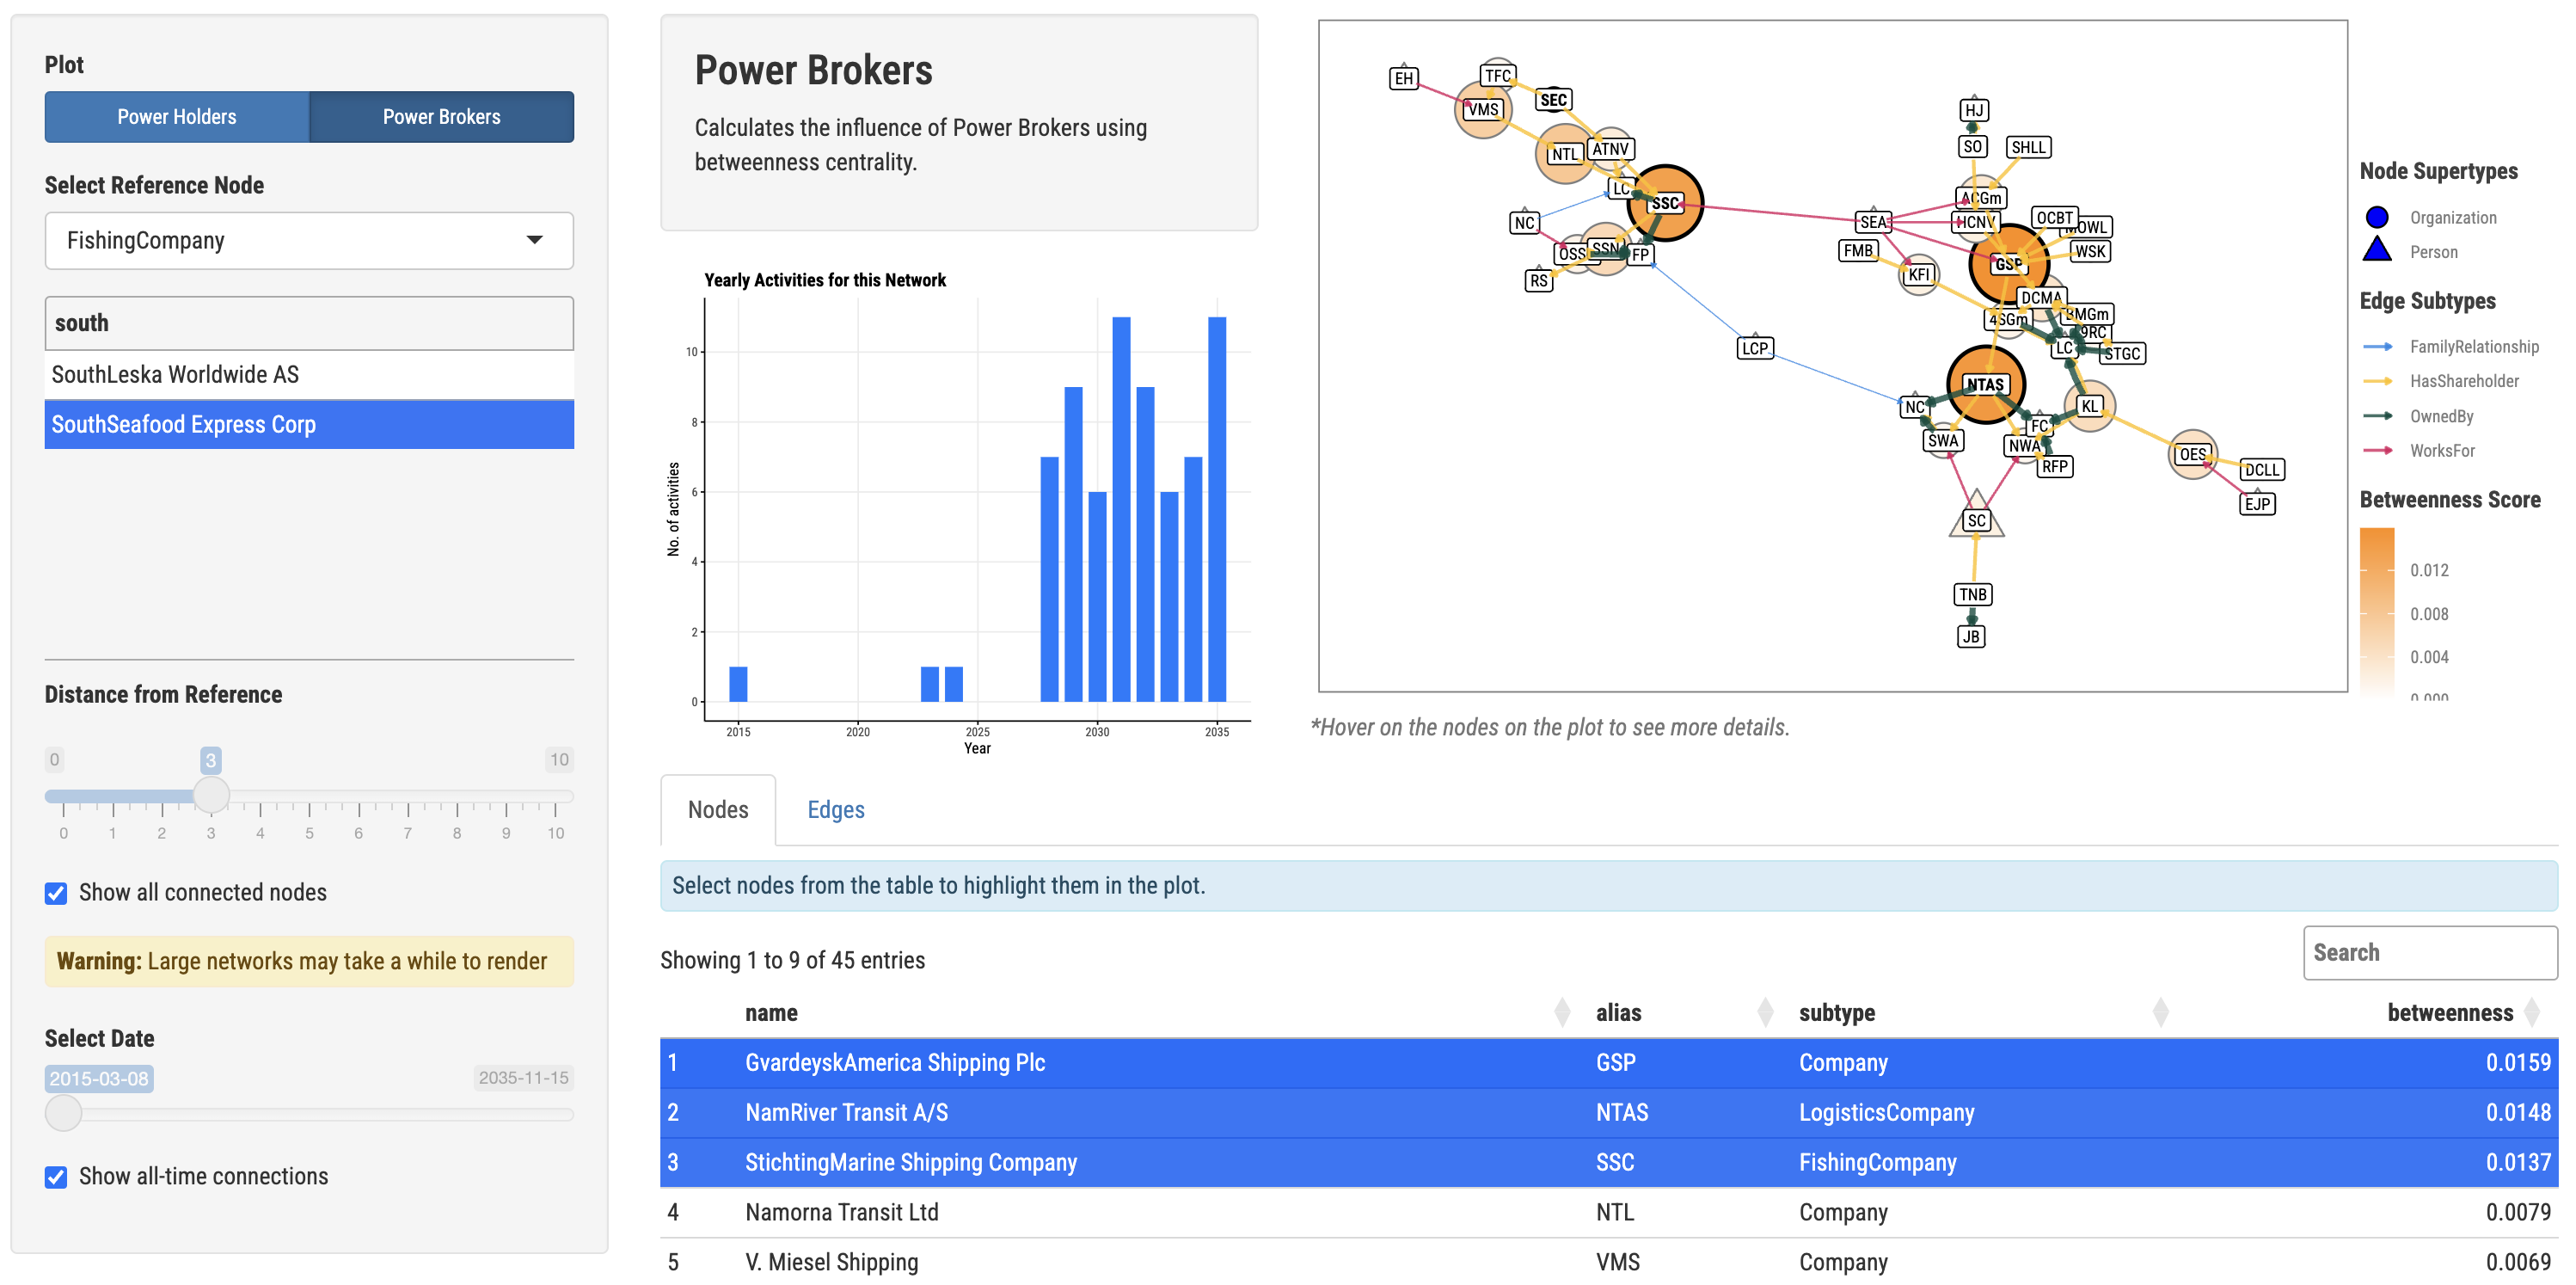 Plot
Power Holders
Power Brokers
Select Reference Node
FishingCompany
south
SouthLeska Worldwide AS
SouthSeafood Express Corp
Distance from Reference
0
3
10
0 1 2 3 4 5 6 7 8 9 10
Show all connected nodes
Warning: Large networks may take a while to render
Select Date
2015-03-08
2035-11-15
Show all-time connections
Power Brokers
Calculates the influence of Power Brokers using
betweenness centrality.
Yearly Activities for this Network
No. of activities
10
8
6
4
2
0
2015 2020 2025 2030 2035
Year
EH
TFC
VMS
SEC
NTL
ATNV
LC
SSC
NC
OSS
SSN
FP
RS
LCP
HJ
SO
SHLL
ACGm
SEA
HCNV
OCBT
WSK
FMB
GSP
KFI
DCMA
4SGm
9RC
LC
STGC
NTAS
NC
KL
FC
SWA
NWA
RFP
OES
DCLL
EJP
SC
TNB
JB
Node Supertypes
Organization
Person
Edge Subtypes
FamilyRelationship
HasShareholder
OwnedBy
WorksFor
Betweenness Score
0.012
0.008
0.004
0.000
*Hover on the nodes on the plot to see more details.
Nodes
Edges
Select nodes from the table to highlight them in the plot.
Showing 1 to 9 of 45 entries
Search
name alias subtype betweenness
1 GvardeyskAmerica Shipping Plc GSP Company 0.0159
2 NamRiver Transit A/S NTAS LogisticsCompany 0.0148
3 StichtingMarine Shipping Company SSC FishingCompany 0.0137
4 Namorna Transit Ltd NTL Company 0.0079
5 V. Miesel Shipping VMS Company 0.0069